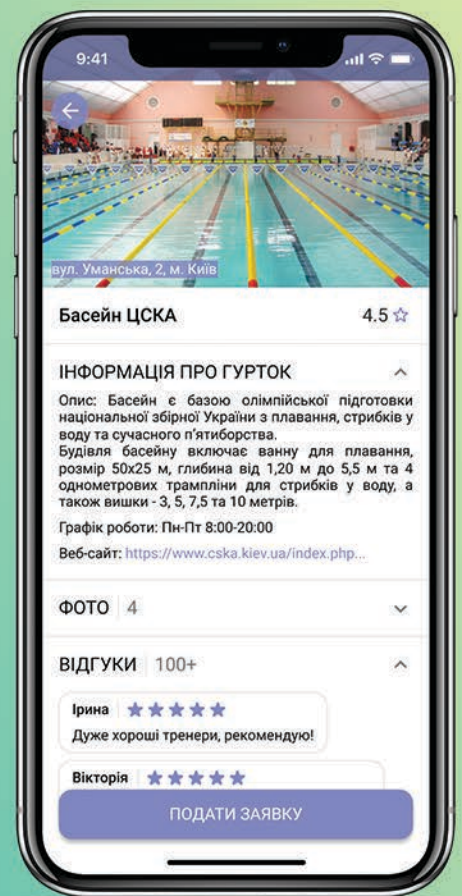 9:41
вул. Уманська, 2, м. Київ
Басейн ЦСКА 4.5
ІНФОРМАЦІЯ ПРО ГУРТОК
Опис: Басейн є базою олімпійської підготовки
національної збірної України з плавання, стрибків у
воду та сучасного п’ятиборства.
Будівля басейну включає ванну для плавання,
розмір 50х25 м, глибина від 1,20 м до 5,5 м та 4
однометрових трампліни для стрибків у воду, а
також вишки - 3, 5, 7,5 та 10 метрів.
Графік роботи: Пн-Пт 8:00-20:00
Веб-сайт: https://www.cska.kiev.ua/index.php...
ФОТО 4
ВІДГУКИ 100+
Ірина
Дуже хороші тренери, рекомендую!
Вікторія
ПОДАТИ ЗАЯВКУ